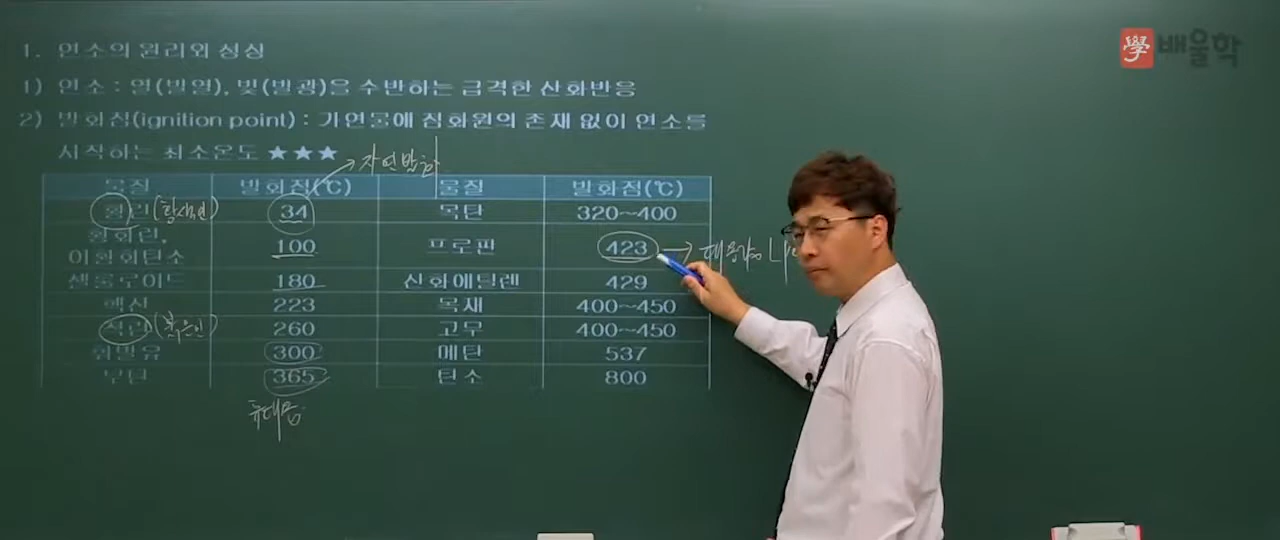 學 배울학
1. 연소의 원리와 성상
1) 연소 : 열(발열), 빛(발광)을 수반하는 급격한 산화반응
2) 발화점(ignition point) : 가연물에 점화원의 존재 없이 연소를
시작하는 최소온도 ★★★
자연발화
물질 발화점(℃) 물질 발화점(℃)
황린 34 목탄 320~400
황화린, 이황화탄소 100 프로판 423
셀룰로이드 180 산화에틸렌 429
헥산 223 목재 400~450
적린 (붉은인) 260 고무 400~450
휘발유 300 메탄 537
부탄 365 탄소 800
휴대용